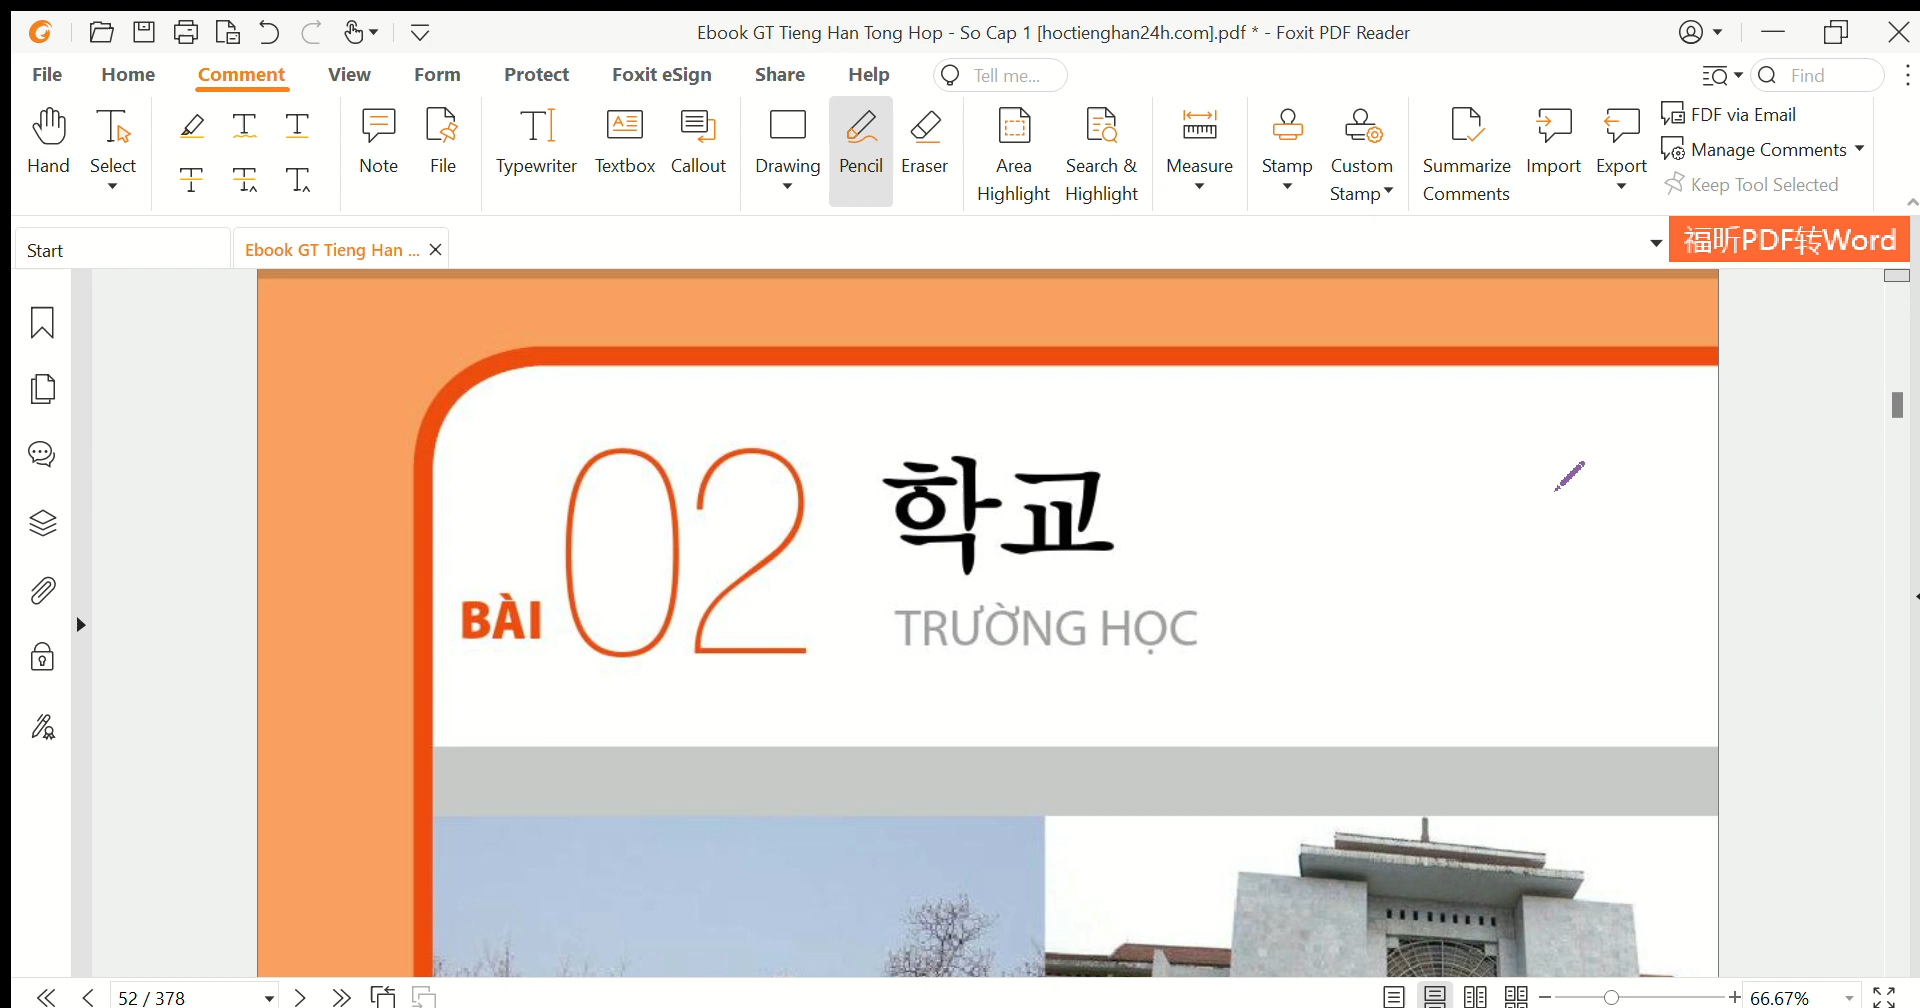 Ebook GT Tieng Han Tong Hop - So Cap 1 [hoctienghan24h.com].pdf * - Foxit PDF Reader
File Home Comment View Form Protect Foxit eSign Share Help Tell me... Find
Hand Select Note File Typewriter Textbox Callout Drawing Pencil Eraser Area Highlight Search & Highlight Measure Stamp Custom Stamp Summarize Comments Import Export
FDF via Email
Manage Comments
Keep Tool Selected
Start Ebook GT Tieng Han ... 福昕PDF转Word
BÀI 02 학교
TRƯỜNG HỌC
52 / 378 66.67%